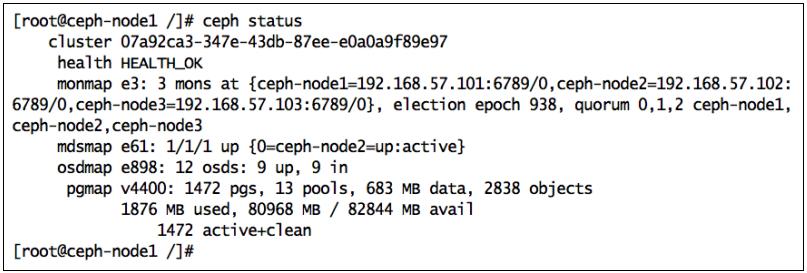 [root@ceph-node1 /]# ceph status
cluster 07a92ca3-347e-43db-87ee-e0a0a9f89e97
health HEALTH_OK
monmap e3: 3 mons at {ceph-node1=192.168.57.101:6789/0,ceph-node2=192.168.57.102:
6789/0,ceph-node3=192.168.57.103:6789/0}, election epoch 938, quorum 0,1,2 ceph-node1,
ceph-node2,ceph-node3
mdsmap e61: 1/1/1 up {0=ceph-node2=up:active}
osdmap e898: 12 osds: 9 up, 9 in
pgmap v4400: 1472 pgs, 13 pools, 683 MB data, 2838 objects
1876 MB used, 80968 MB / 82844 MB avail
1472 active+clean
[root@ceph-node1 /]#